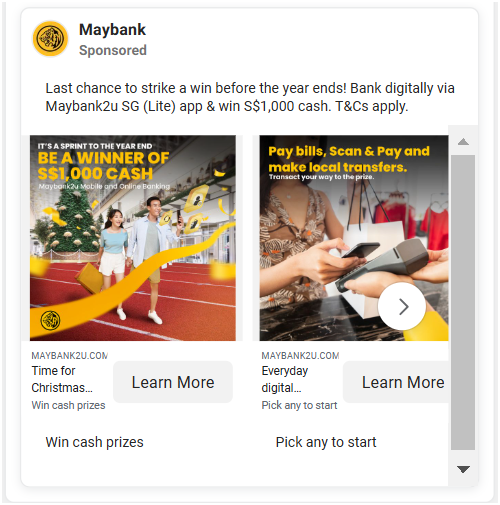 Maybank
Sponsored
Last chance to strike a win before the year ends! Bank digitally via
Maybank2u SG (Lite) app & win S$1,000 cash. T&Cs apply.
IT'S A SPRINT TO THE YEAR END
BE A WINNER OF
S$1,000 CASH
Maybank2u Mobile and Online Banking
Pay bills, Scan & Pay and
make local transfers.
Transact your way to the prize.
MAYBANK2U.COM
Time for
Christmas...
Win cash prizes
Learn More
MAYBANK2U.COM
Everyday
digital...
Pick any to start
Learn More
Win cash prizes
Pick any to start